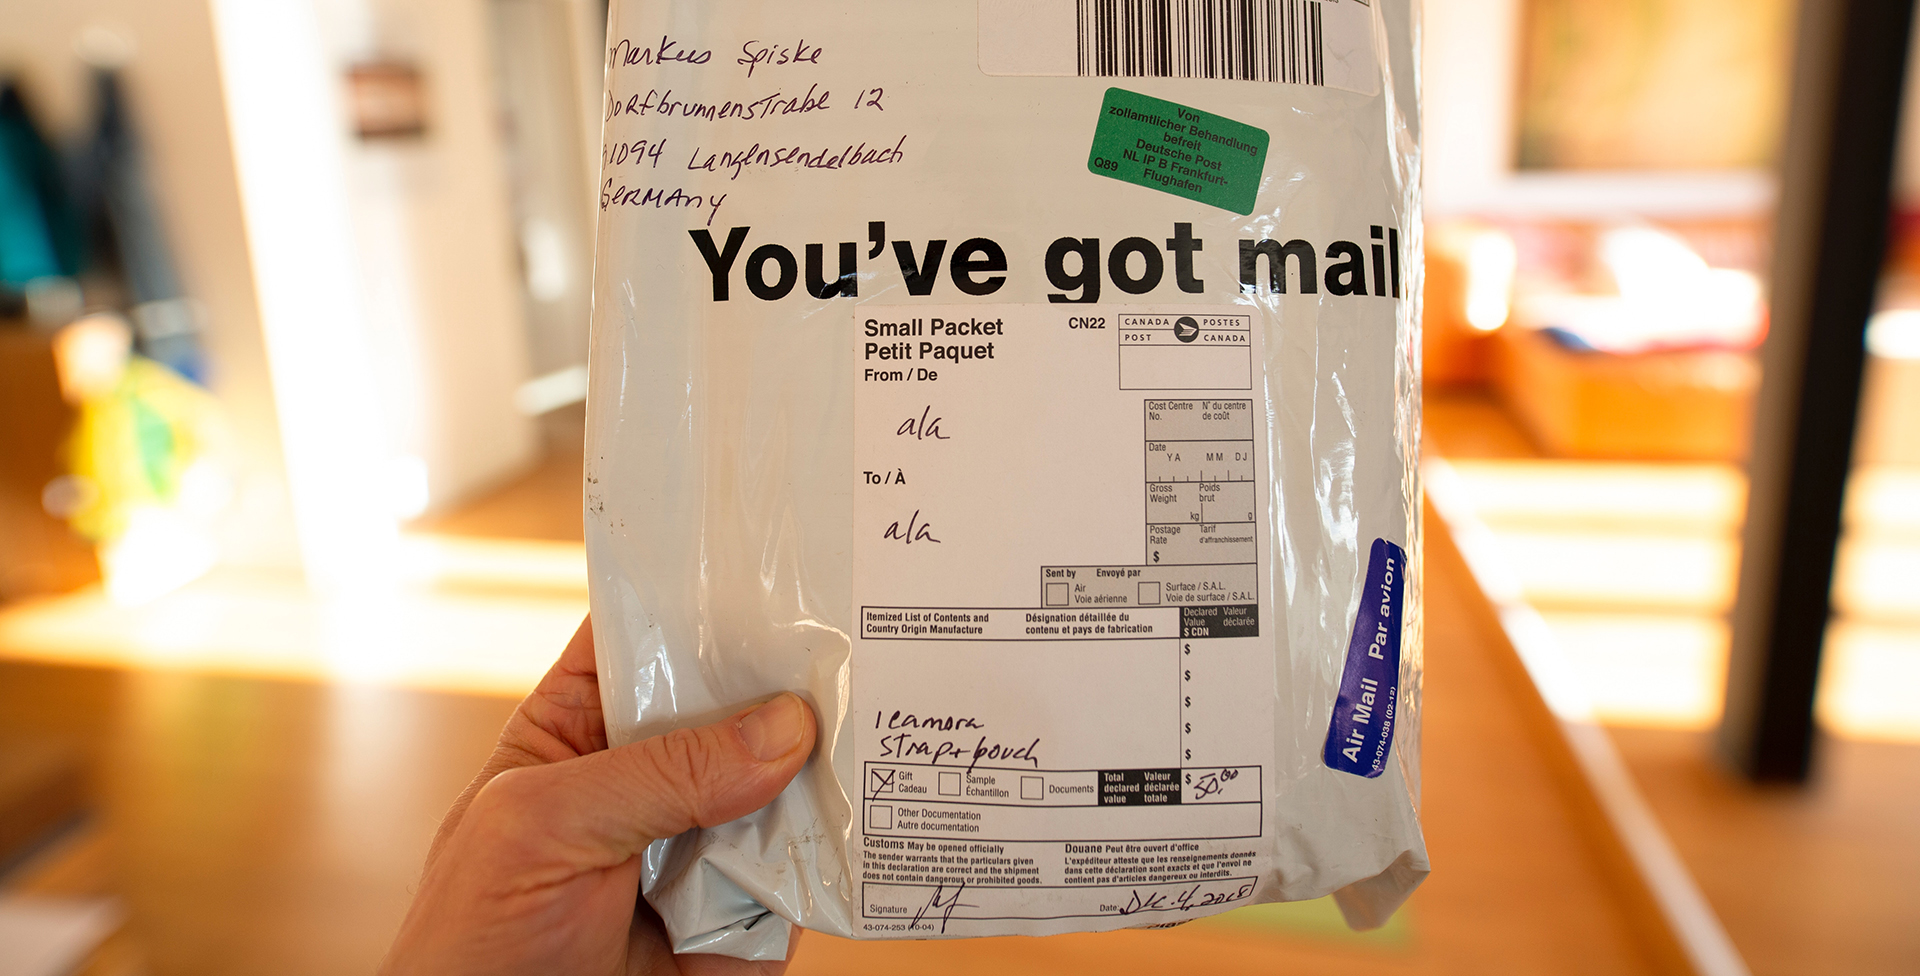 Markus Spiske
Dorfbrunnenstrabe 12
91094 Langensendelbach
Germany
Von
zollamtlicher Behandlung
befreit
Deutsche Post
NL IP B Frankfurt-
Flughafen
Q89
You've got mail
Small Packet
Petit Paquet
CN22
CANADA POSTES
POST CANADA
From / De
a/a
To / À
a/a
Cost Centre No.
N° du centre de coût
Date
Y A M M D J
Gross Weight
Poids brut
kg g
Postage Rate
Tarif d'affranchissement
$
Sent by Envoyé par
Air
Voie aérienne
Surface / S.A.L.
Voie de surface / S.A.L.
Itemized List of Contents and
Country Origin Manufacture
Désignation détaillée du
contenu et pays de fabrication
Declared Value
Valeur déclarée
$ CDN
$
$
$
$
$
1 camora
strap + pouch
Gift
Cadeau
Sample
Échantillon
Documents
Total declared value
Valeur déclarée totale
$ 50.00
Other Documentation
Autre documentation
Customs May be opened officially
The sender warrants that the particulars given
in this declaration are correct and the shipment
does not contain dangerous or prohibited goods.
Douane Peut être ouvert d'office
L'expéditeur atteste que les renseignements donnés
dans cette déclaration sont exacts et que l'envoi ne
contient pas d'articles dangereux ou interdits.
Signature
Date: Dec. 4, 2018
43-074-253 (10-04)
Air Mail Par avion
43-074-038 (02-12)